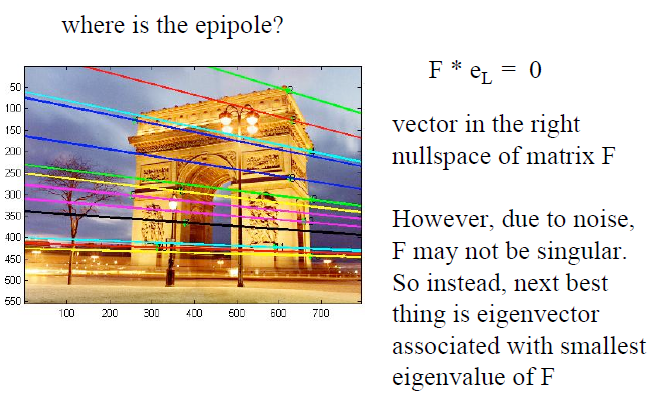 where is the epipole?
F * eL = 0
vector in the right
nullspace of matrix F
However, due to noise,
F may not be singular.
So instead, next best
thing is eigenvector
associated with smallest
eigenvalue of F
50
100
150
200
250
300
350
400
450
500
550
100 200 300 400 500 600 700